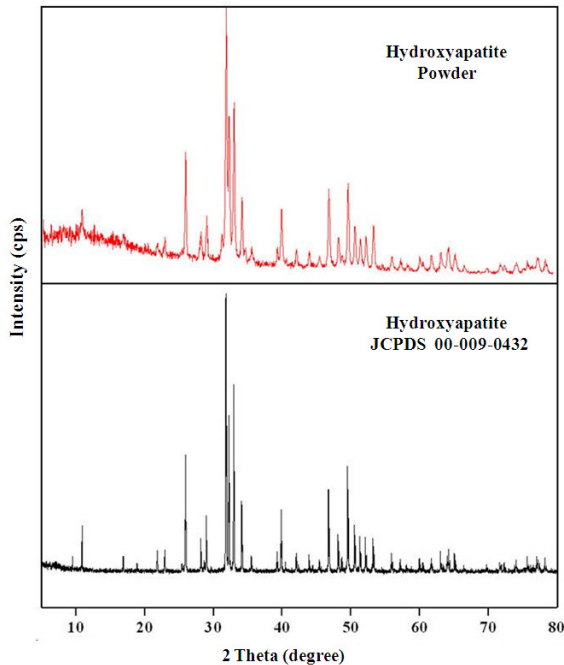 Hydroxyapatite
Powder
Hydroxyapatite
JCPDS 00-009-0432
Intensity (cps)
10 20 30 40 50 60 70 80
2 Theta (degree)